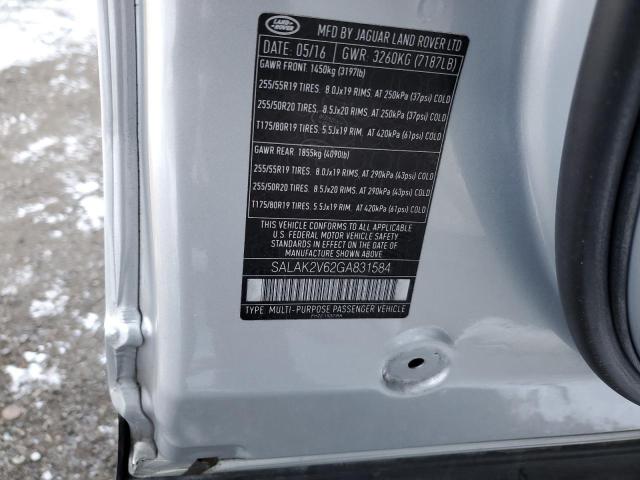 LAND ROVER
MFD BY JAGUAR LAND ROVER LTD
DATE: 05/16 GWR: 3260KG (7187LB)
GAWR FRONT: 1450kg (3197lb)
255/55R19 TIRES. 8.0Jx19 RIMS. AT 250kPa (37psi) COLD
255/50R20 TIRES. 8.5Jx20 RIMS. AT 250kPa (37psi) COLD
T175/80R19 TIRES. 5.5Jx19 RIM. AT 420kPa (61psi) COLD
GAWR REAR: 1855kg (4090lb)
255/55R19 TIRES. 8.0Jx19 RIMS. AT 290kPa (43psi) COLD
255/50R20 TIRES. 8.5Jx20 RIMS. AT 290kPa (43psi) COLD
T175/80R19 TIRES. 5.5Jx19 RIM. AT 420kPa (61psi) COLD
THIS VEHICLE CONFORMS TO ALL APPLICABLE
U.S. FEDERAL MOTOR VEHICLE SAFETY
STANDARDS IN EFFECT ON THE DATE OF
MANUFACTURE SHOWN ABOVE
SALAK2V62GA831584
TYPE: MULTI-PURPOSE PASSENGER VEHICLE